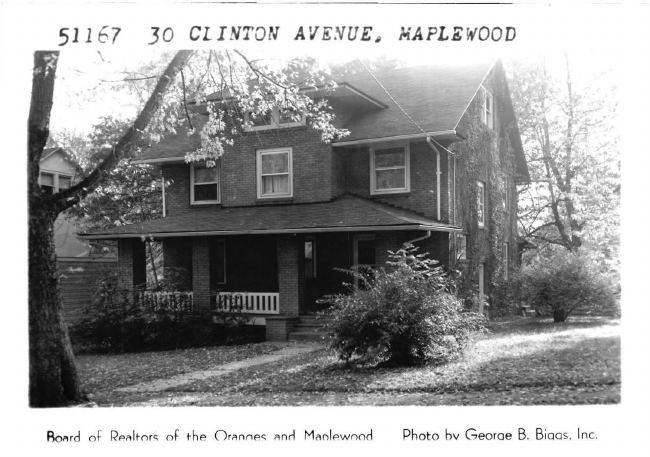 51167 30 CLINTON AVENUE, MAPLEWOOD
Board of Realtors of the Oranges and Maplewood Photo by George B. Biggs, Inc.